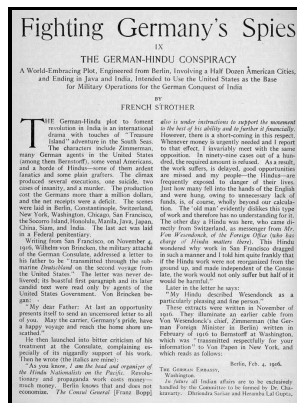 Fighting Germany's Spies
IX
THE GERMAN-HINDU CONSPIRACY
A World-Embracing Plot, Engineered from Berlin, Involving a Half Dozen American Cities,
and Ending in Java and India, Intended to Use the United States as the Base
for Military Operations for the German Conquest of India
BY
FRENCH STROTHER
THE German-Hindu plot to foment
revolution in India is an international
drama with touches of "Treasure
Island" adventure in the South Seas.
The characters include Zimmerman,
many German agents in the United States
(among them Bernstorff), some venal Americans,
and a horde of Hindus—some of them ardent
fanatics and some plain grafters. The climax
produced several executions, one suicide, two
cases of insanity, and a murder. The production
cost the Germans more than a million dollars,
and the net morals were a deficit. The scenes
were laid in Berlin, Constantinople, Switzerland,
New York, Washington, Chicago, San Francisco,
the Socorro Island, Honolulu, Manila, Java, Japan,
China, Siam, and India. The last act was laid
in a Federal penitentiary.
Writing from San Francisco, on November 4,
1916, Wilhelm von Brincken, the military attaché
of the German Consulate, addressed a letter to
his father to be "transmitted through the sub-
marine Deutschland on the second voyage from
the United States." The letter was never de-
livered; its boastful first paragraph and its later
candid text were read only by agents of the
United States Government. Von Brincken be-
gan:
"My dear Father: At last an opportunity
presents itself to send an uncensored letter to all
of you. May the carrier, Germany's pride, have
a happy voyage and reach the home shore un-
scathed."
He then launched into bitter criticism of his
treatment at the Consulate, complaining es-
pecially of its niggardly support of his work.
Then he wrote (the italics are mine):
"As you know, I am the head and organizer of
the Hindu Nationalists on the Pacific. Revolu-
tionary and propaganda work costs money—
much money. Berlin knows that and does not
economize. The Consul General [Franz Bopp]
also is under instructions to support the movement
to the best of his ability and to further it financially.
However, there is a short-coming in this respect.
Whenever money is urgently needed and I report
to that effect, I invariably meet with the same
opposition. In ninety-nine cases out of a hun-
dred, the required amount is refused. As a result,
the work suffers, is delayed, good opportunities
are missed and my people—the Hindus—are
frequently exposed to the danger of their lives.
Just how many fell into the hands of the English
and were hung, owing to unnecessary lack of
funds, is, of course, wholly beyond our calcula-
tion. The 'old man' evidently dislikes this type
of work and therefore has no understanding for it.
The other day a Hindu was here, who came di-
rectly from Switzerland, as messenger from Mr.
Von Wesendonk, of the Foreign Office (who has
charge of Hindu matters there). This Hindu
wondered why work in San Francisco dragged
in such a manner and I told him quite frankly that
if the Hindu work were not reorganized from the
ground up, and made independent of the Consu-
late, the work would not only suffer but half of it
would be harmful."
Later in the letter he says:
"My Hindu described Wesendonk as a
particularly pleasing and fine person."
These words were written in November of
1916. They illuminate an earlier cable from
Von Wesendonk's chief, Zimmerman (the Ger-
man Foreign Minister in Berlin) written in
February of 1916 to Bernstorff at Washington,
which was "transmitted respectfully for your
information" to Von Papen in New York, and
which reads as follows:
Berlin, Feb. 4, 1906.
THE GERMAN EMBASSY,
Washington.
In future all Indian affairs are to be exclusively
handled by the Committee to be formed by Dr. Cha-
kravarty. Dhirendra Sarkar and Heramba Lal Gupta,